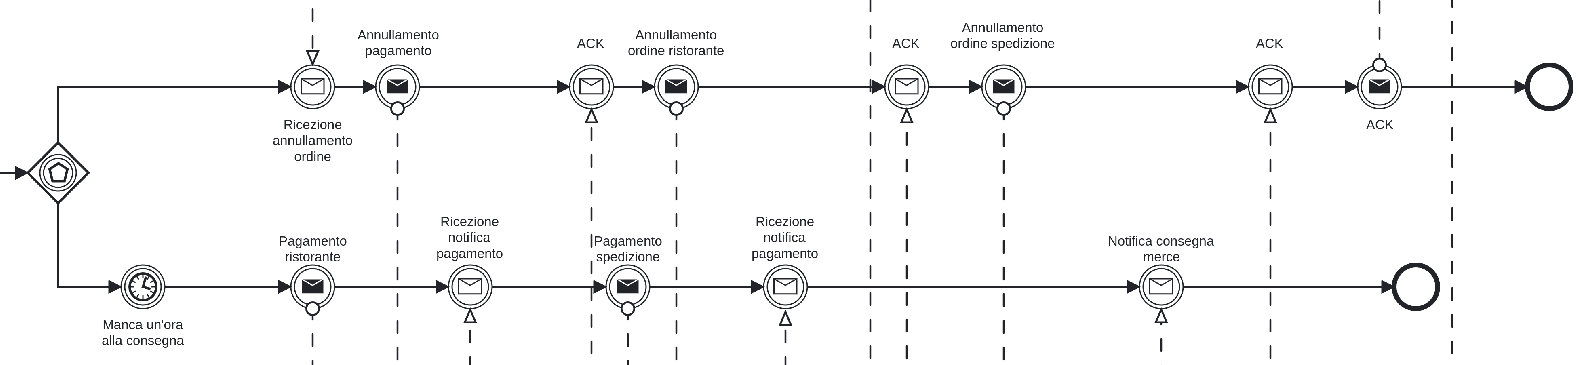 Annullamento
pagamento
ACK
Annullamento
ordine ristorante
ACK
Annullamento
ordine spedizione
ACK
Ricezione
annullamento
ordine
ACK
Pagamento
ristorante
Ricezione
notifica
pagamento
Pagamento
spedizione
Ricezione
notifica
pagamento
Notifica consegna
merce
Manca un'ora
alla consegna